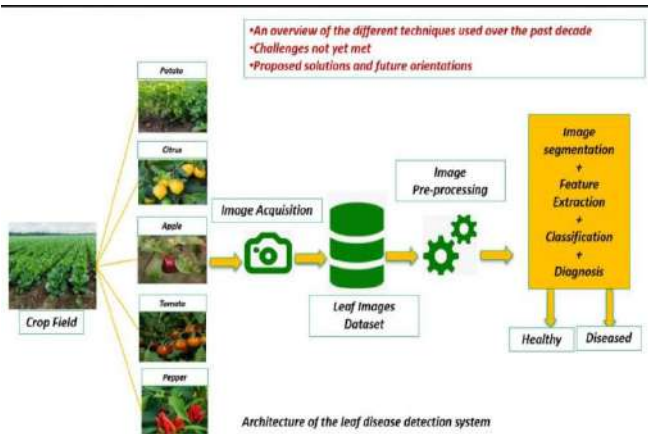 •An overview of the different techniques used over the past decade
•Challenges not yet met
•Proposed solutions and future orientations
Potato
Citrus
Apple
Tomato
Pepper
Crop Field
Image Acquisition
Leaf Images
Dataset
Image
Pre-processing
Image
segmentation
+
Feature
Extraction
+
Classification
+
Diagnosis
Healthy
Diseased
Architecture of the leaf disease detection system